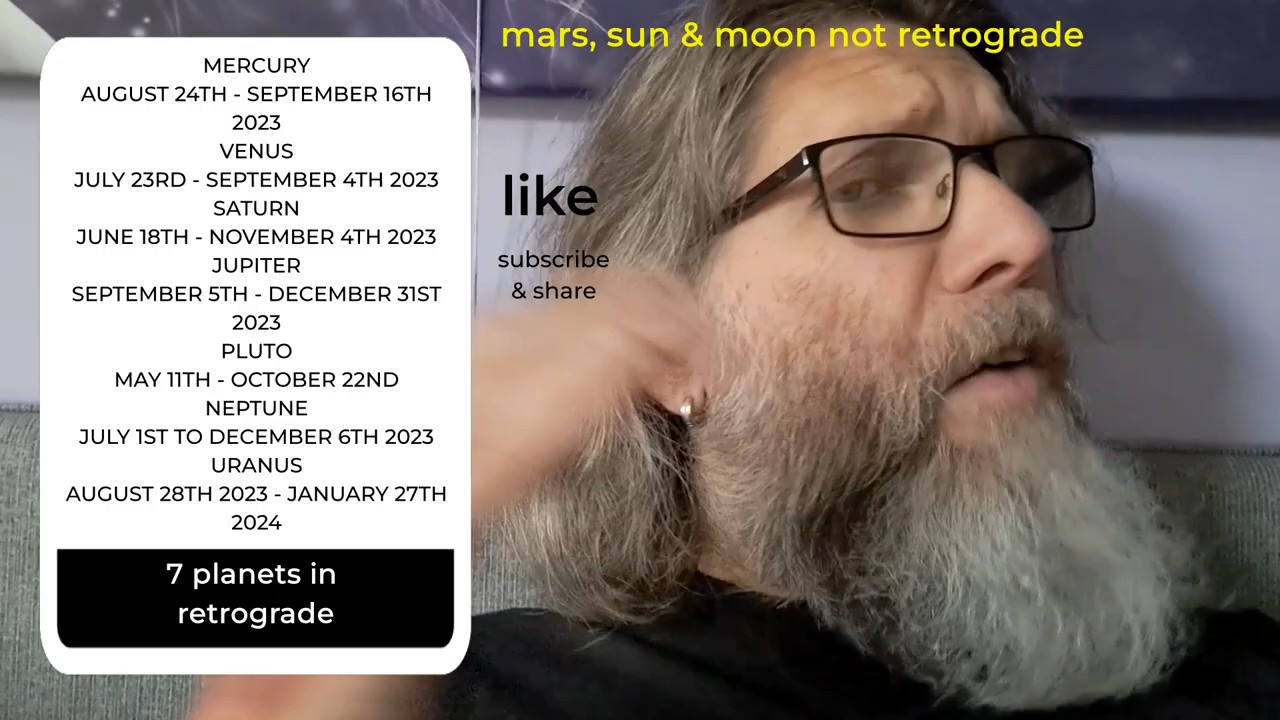 mars, sun & moon not retrograde
MERCURY
AUGUST 24TH - SEPTEMBER 16TH
2023
VENUS
JULY 23RD - SEPTEMBER 4TH 2023
SATURN
JUNE 18TH - NOVEMBER 4TH 2023
JUPITER
SEPTEMBER 5TH - DECEMBER 31ST
2023
PLUTO
MAY 11TH - OCTOBER 22ND
NEPTUNE
JULY 1ST TO DECEMBER 6TH 2023
URANUS
AUGUST 28TH 2023 - JANUARY 27TH
2024
7 planets in
retrograde
like
subscribe
& share